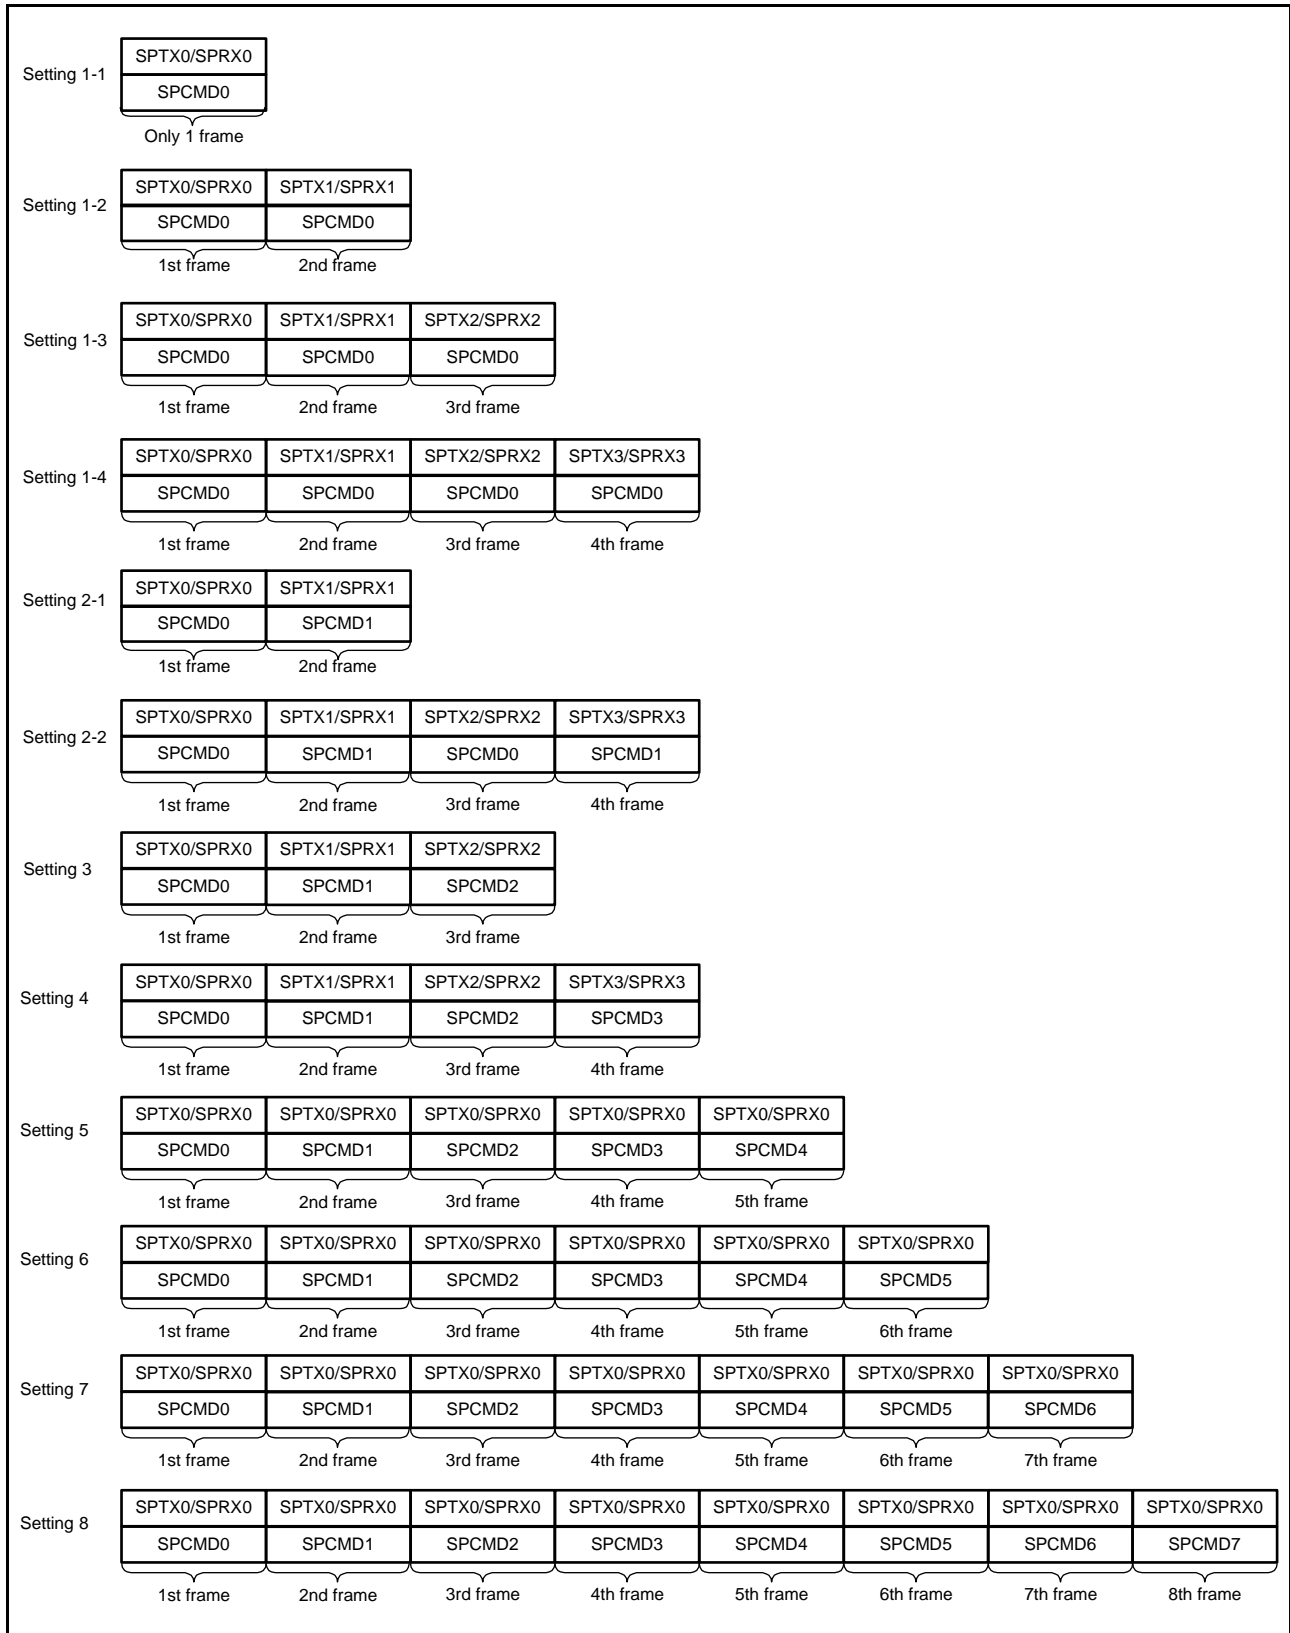 Setting 1-1
SPTX0/SPRX0
SPCMD0
Only 1 frame
Setting 1-2
SPTX0/SPRX0 SPTX1/SPRX1
SPCMD0 SPCMD0
1st frame 2nd frame
Setting 1-3
SPTX0/SPRX0 SPTX1/SPRX1 SPTX2/SPRX2
SPCMD0 SPCMD0 SPCMD0
1st frame 2nd frame 3rd frame
Setting 1-4
SPTX0/SPRX0 SPTX1/SPRX1 SPTX2/SPRX2 SPTX3/SPRX3
SPCMD0 SPCMD0 SPCMD0 SPCMD0
1st frame 2nd frame 3rd frame 4th frame
Setting 2-1
SPTX0/SPRX0 SPTX1/SPRX1
SPCMD0 SPCMD1
1st frame 2nd frame
Setting 2-2
SPTX0/SPRX0 SPTX1/SPRX1 SPTX2/SPRX2 SPTX3/SPRX3
SPCMD0 SPCMD1 SPCMD0 SPCMD1
1st frame 2nd frame 3rd frame 4th frame
Setting 3
SPTX0/SPRX0 SPTX1/SPRX1 SPTX2/SPRX2
SPCMD0 SPCMD1 SPCMD2
1st frame 2nd frame 3rd frame
Setting 4
SPTX0/SPRX0 SPTX1/SPRX1 SPTX2/SPRX2 SPTX3/SPRX3
SPCMD0 SPCMD1 SPCMD2 SPCMD3
1st frame 2nd frame 3rd frame 4th frame
Setting 5
SPTX0/SPRX0 SPTX0/SPRX0 SPTX0/SPRX0 SPTX0/SPRX0 SPTX0/SPRX0
SPCMD0 SPCMD1 SPCMD2 SPCMD3 SPCMD4
1st frame 2nd frame 3rd frame 4th frame 5th frame
Setting 6
SPTX0/SPRX0 SPTX0/SPRX0 SPTX0/SPRX0 SPTX0/SPRX0 SPTX0/SPRX0 SPTX0/SPRX0
SPCMD0 SPCMD1 SPCMD2 SPCMD3 SPCMD4 SPCMD5
1st frame 2nd frame 3rd frame 4th frame 5th frame 6th frame
Setting 7
SPTX0/SPRX0 SPTX0/SPRX0 SPTX0/SPRX0 SPTX0/SPRX0 SPTX0/SPRX0 SPTX0/SPRX0 SPTX0/SPRX0
SPCMD0 SPCMD1 SPCMD2 SPCMD3 SPCMD4 SPCMD5 SPCMD6
1st frame 2nd frame 3rd frame 4th frame 5th frame 6th frame 7th frame
Setting 8
SPTX0/SPRX0 SPTX0/SPRX0 SPTX0/SPRX0 SPTX0/SPRX0 SPTX0/SPRX0 SPTX0/SPRX0 SPTX0/SPRX0 SPTX0/SPRX0
SPCMD0 SPCMD1 SPCMD2 SPCMD3 SPCMD4 SPCMD5 SPCMD6 SPCMD7
1st frame 2nd frame 3rd frame 4th frame 5th frame 6th frame 7th frame 8th frame